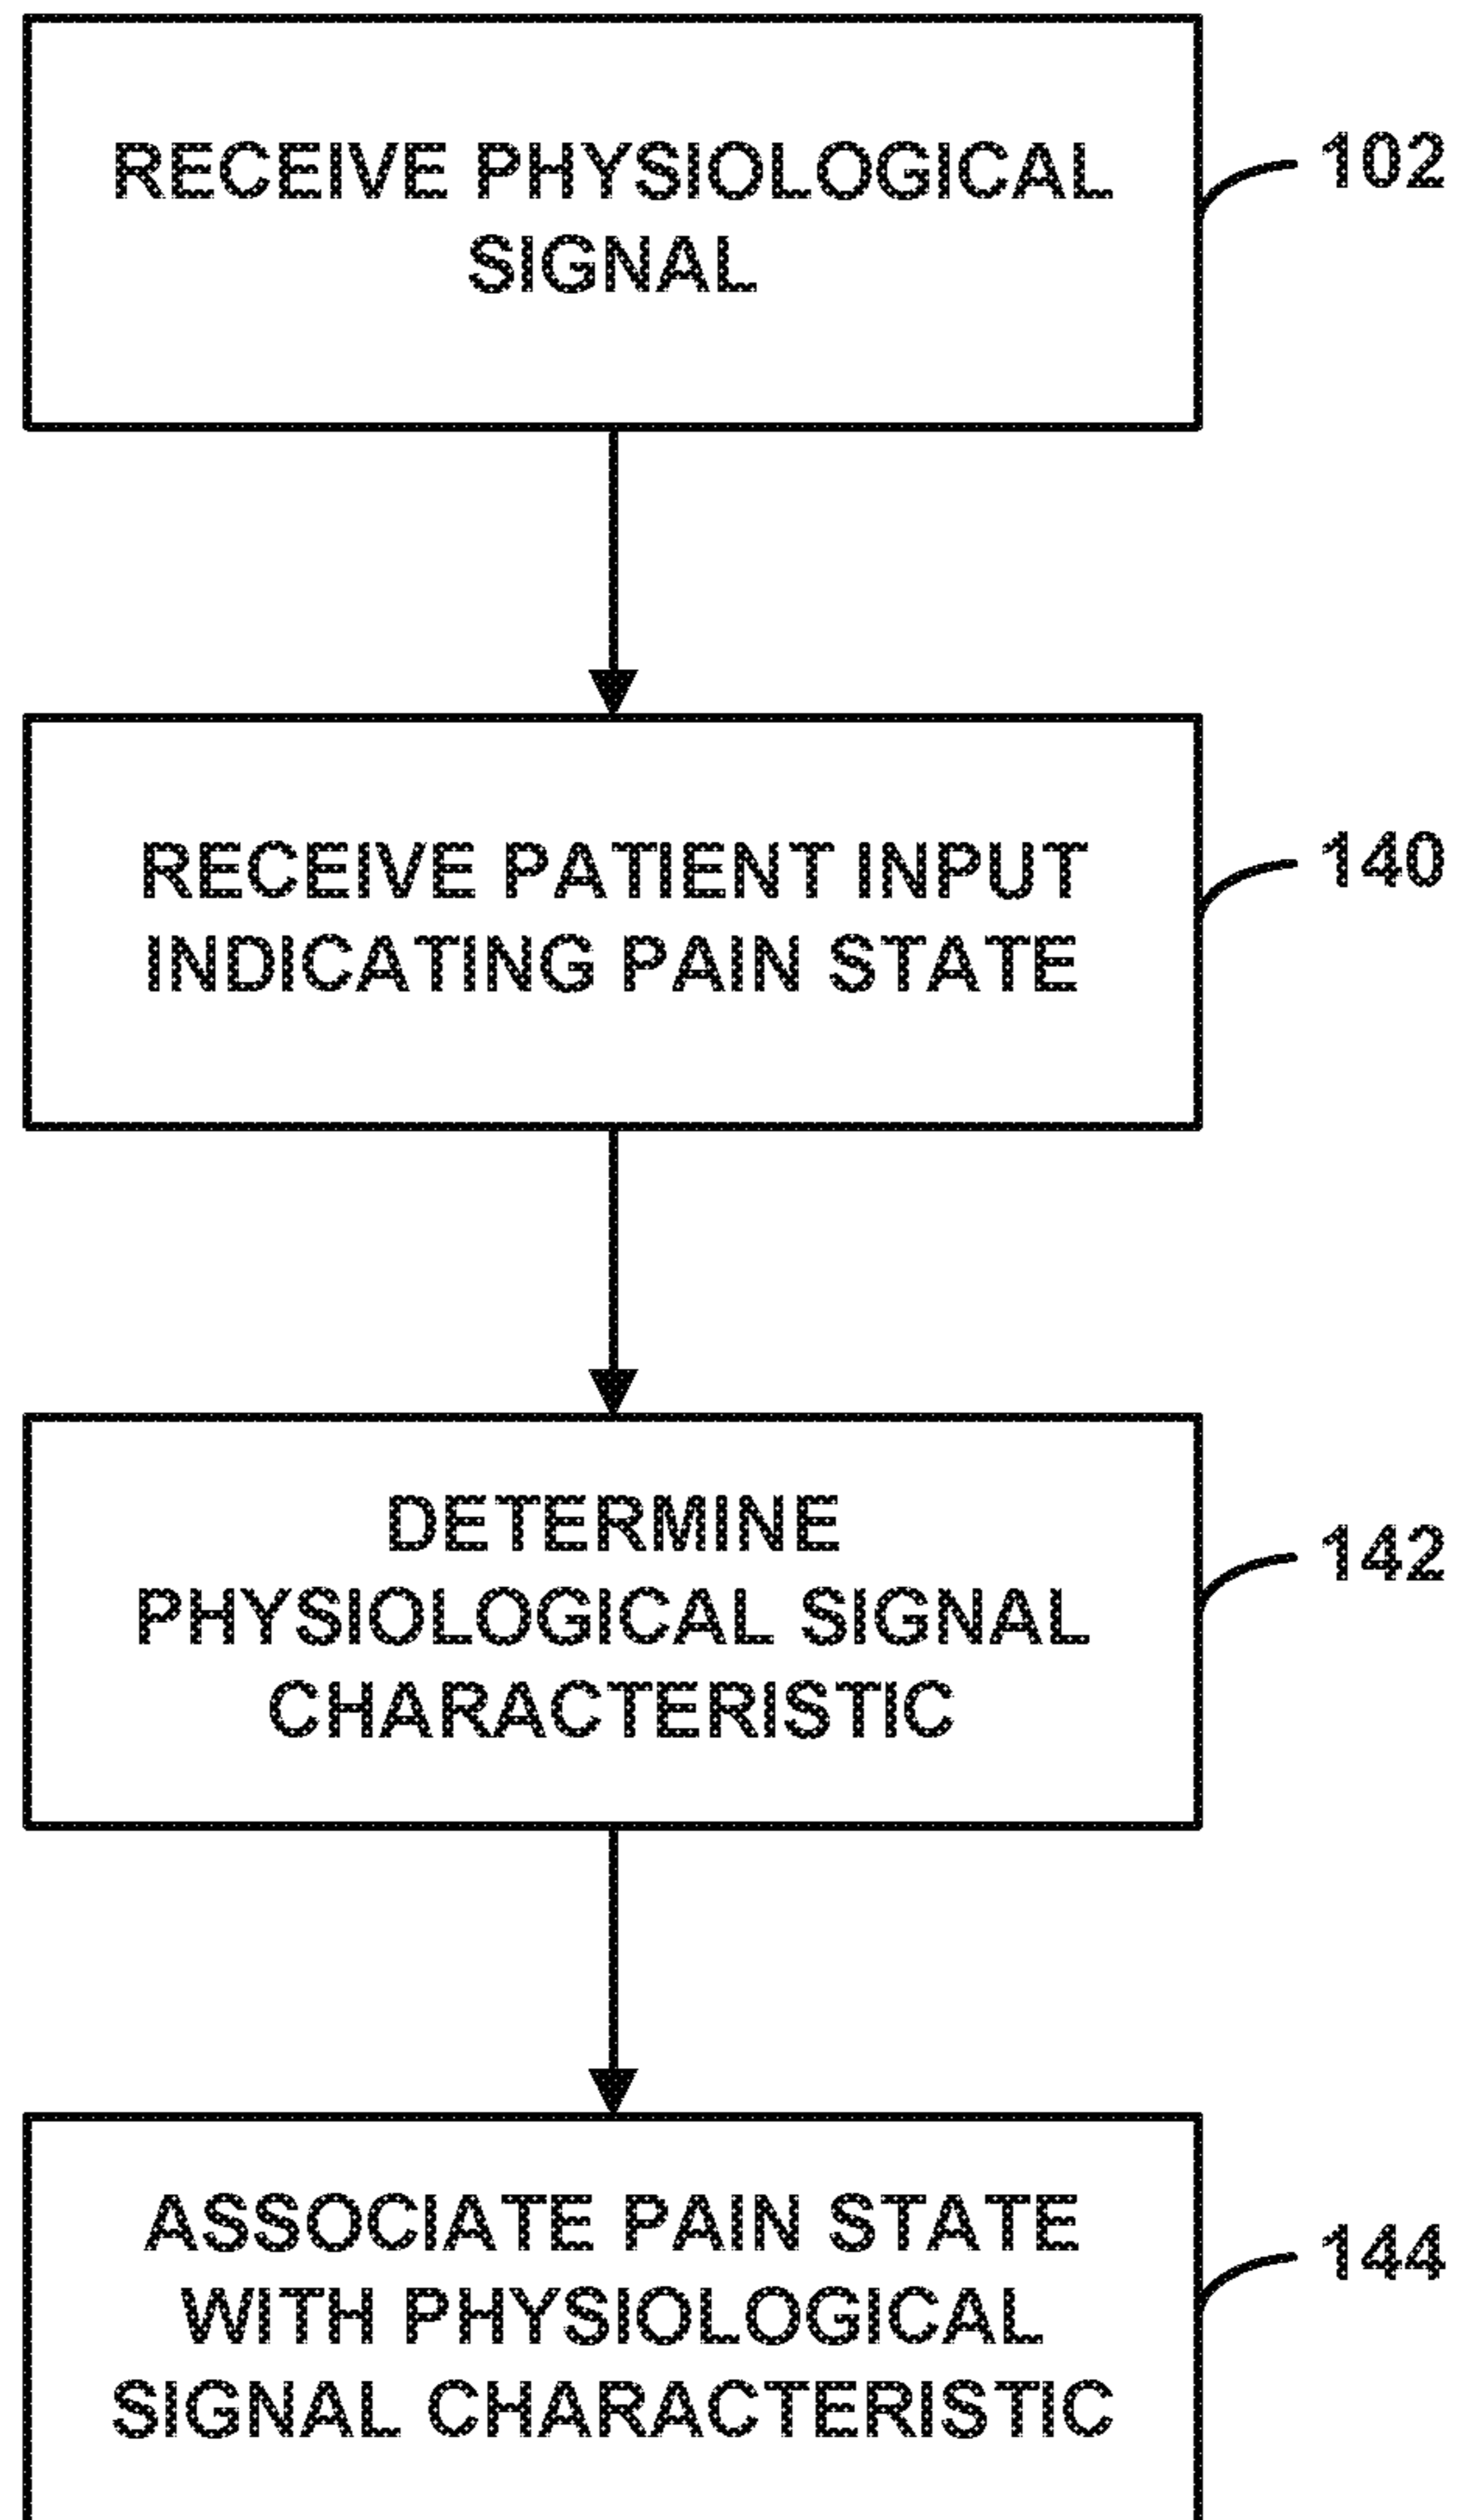 RECEIVE PHYSIOLOGICAL
SIGNAL
102
RECEIVE PATIENT INPUT
INDICATING PAIN STATE
140
DETERMINE
PHYSIOLOGICAL SIGNAL
CHARACTERISTIC
142
ASSOCIATE PAIN STATE
WITH PHYSIOLOGICAL
SIGNAL CHARACTERISTIC
144